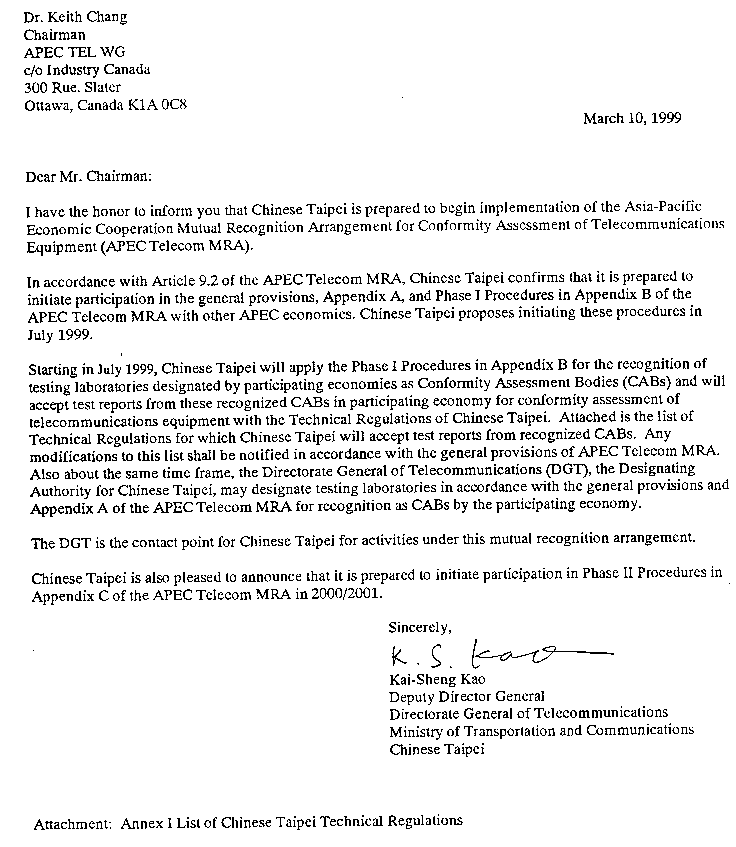 Dr. Keith Chang
Chairman
APEC TEL WG
c/o Industry Canada
300 Rue. Slater
Ottawa, Canada K1A 0C8
March 10, 1999
Dear Mr. Chairman:
I have the honor to inform you that Chinese Taipei is prepared to begin implementation of the Asia-Pacific
Economic Cooperation Mutual Recognition Arrangement for Conformity Assessment of Telecommunications
Equipment (APEC Telecom MRA).
In accordance with Article 9.2 of the APEC Telecom MRA, Chinese Taipei confirms that it is prepared to
initiate participation in the general provisions, Appendix A, and Phase I Procedures in Appendix B of the
APEC Telecom MRA with other APEC economies. Chinese Taipei proposes initiating these procedures in
July 1999.
Starting in July 1999, Chinese Taipei will apply the Phase I Procedures in Appendix B for the recognition of
testing laboratories designated by participating economies as Conformity Assessment Bodies (CABs) and will
accept test reports from these recognized CABs in participating economy for conformity assessment of
telecommunications equipment with the Technical Regulations of Chinese Taipei. Attached is the list of
Technical Regulations for which Chinese Taipei will accept test reports from recognized CABs. Any
modifications to this list shall be notified in accordance with the general provisions of APEC Telecom MRA.
Also about the same time frame, the Directorate General of Telecommunications (DGT), the Designating
Authority for Chinese Taipei, may designate testing laboratories in accordance with the general provisions and
Appendix A of the APEC Telecom MRA for recognition as CABs by the participating economy.
The DGT is the contact point for Chinese Taipei for activities under this mutual recognition arrangement.
Chinese Taipei is also pleased to announce that it is prepared to initiate participation in Phase II Procedures in
Appendix C of the APEC Telecom MRA in 2000/2001.
Sincerely,
K. S. Kao
Kai-Sheng Kao
Deputy Director General
Directorate General of Telecommunications
Ministry of Transportation and Communications
Chinese Taipei
Attachment: Annex I List of Chinese Taipei Technical Regulations